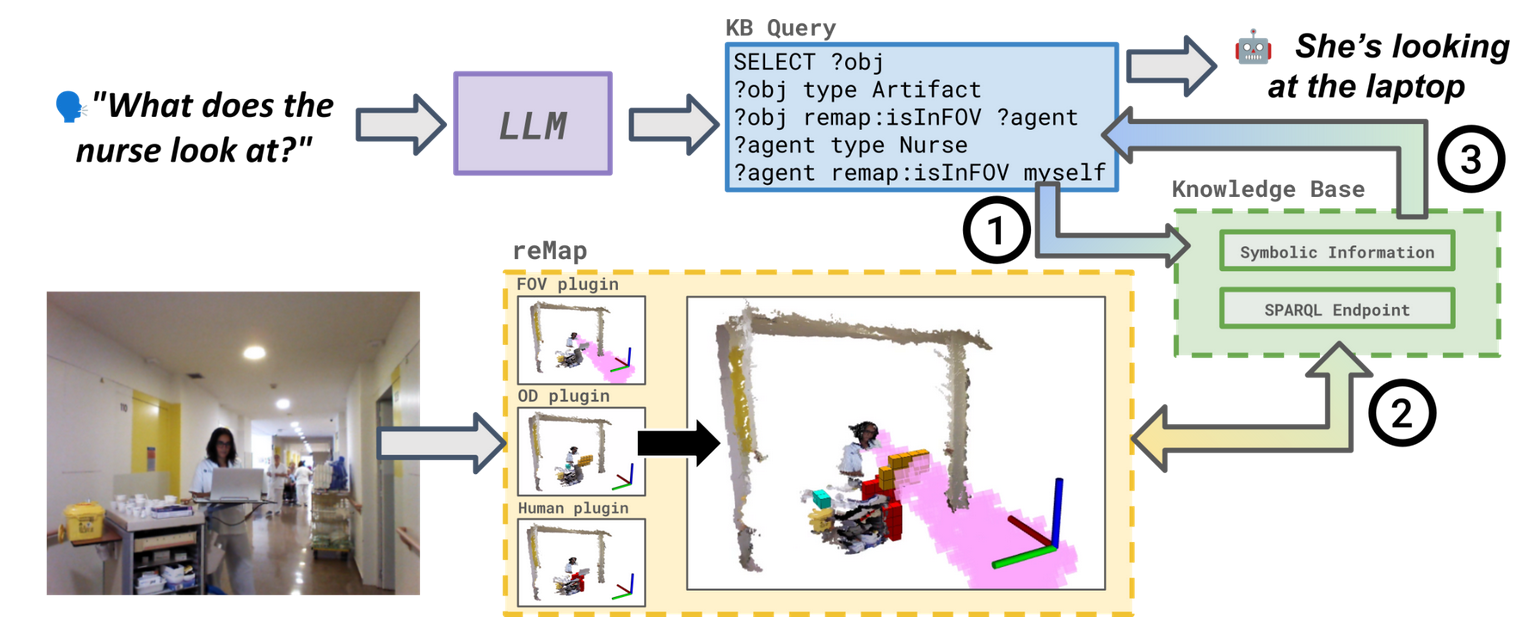 KB Query
"What does the
nurse look at?"
LLM
SELECT ?obj
?obj type Artifact
?obj remap:isInFOV ?agent
?agent type Nurse
?agent remap:isInFOV myself
She's looking
at the laptop
1
3
Knowledge Base
Symbolic Information
SPARQL Endpoint
2
reMap
FOV plugin
OD plugin
Human plugin